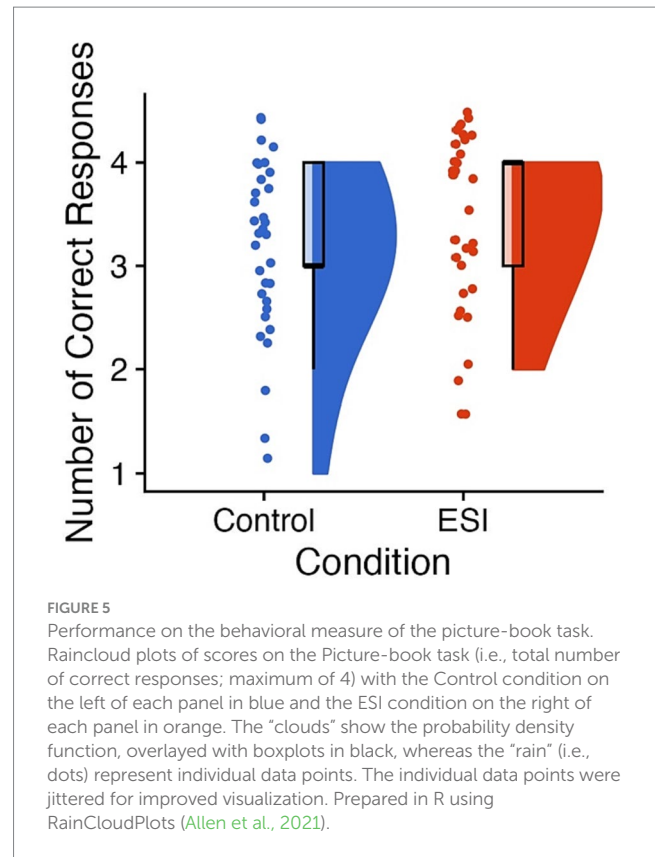 Number of Correct Responses
4
3
2
1
Control
ESI
Condition
FIGURE 5
Performance on the behavioral measure of the picture-book task.
Raincloud plots of scores on the Picture-book task (i.e., total number
of correct responses; maximum of 4) with the Control condition on
the left of each panel in blue and the ESI condition on the right of
each panel in orange. The “clouds” show the probability density
function, overlayed with boxplots in black, whereas the “rain” (i.e.,
dots) represent individual data points. The individual data points were
jittered for improved visualization. Prepared in R using
RainCloudPlots (Allen et al., 2021).